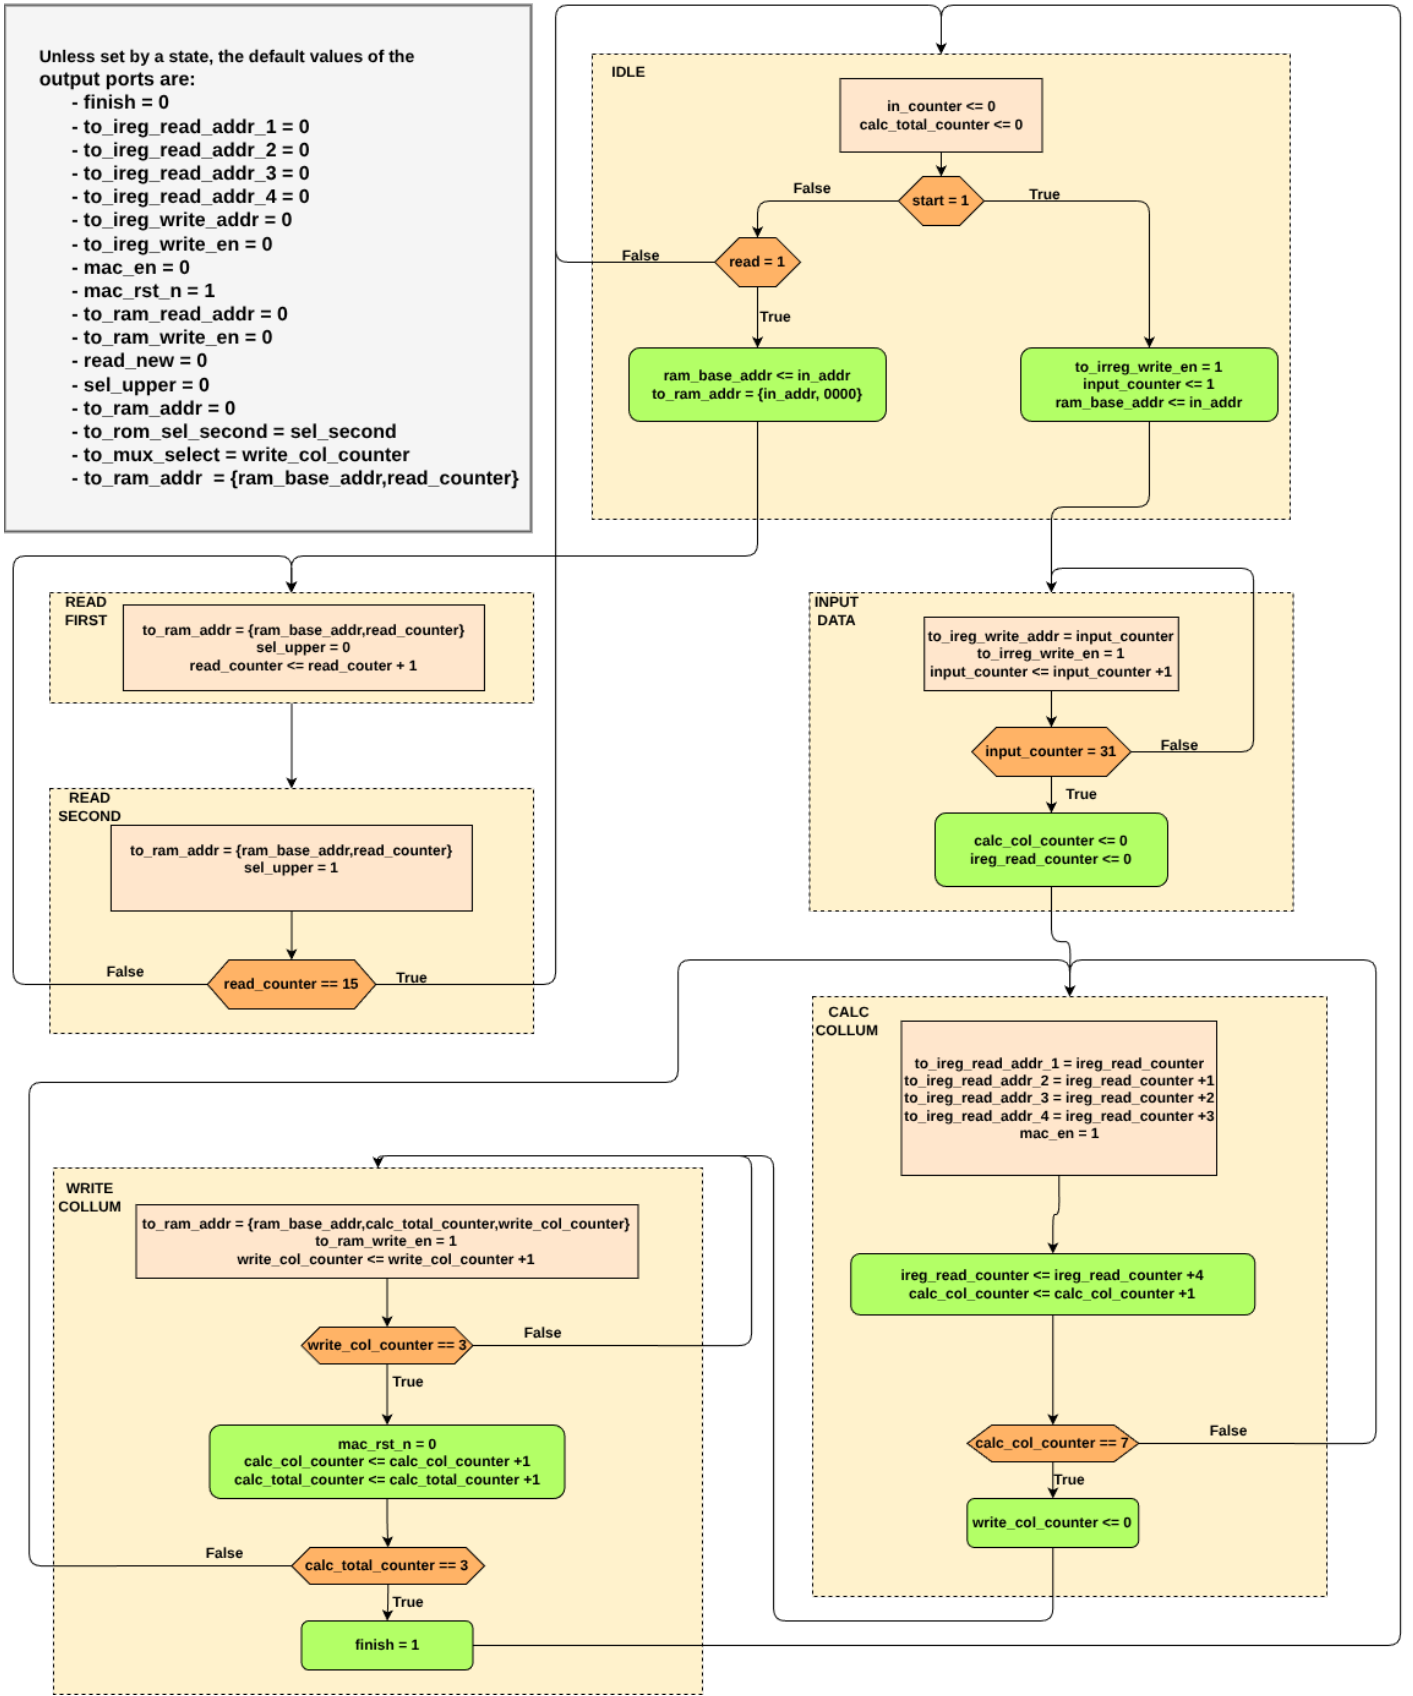 Unless set by a state, the default values of the
output ports are:
- finish = 0
- to_ireg_read_addr_1 = 0
- to_ireg_read_addr_2 = 0
- to_ireg_read_addr_3 = 0
- to_ireg_read_addr_4 = 0
- to_ireg_write_addr = 0
- to_ireg_write_en = 0
- mac_en = 0
- mac_rst_n = 1
- to_ram_read_addr = 0
- to_ram_write_en = 0
- read_new = 0
- sel_upper = 0
- to_ram_addr = 0
- to_rom_sel_second = sel_second
- to_mux_select = write_col_counter
- to_ram_addr  = {ram_base_addr,read_counter}
IDLE
in_counter <= 0
calc_total_counter <= 0
start = 1
False
True
read = 1
False
True
ram_base_addr <= in_addr
to_ram_addr = {in_addr, 0000}
to_irreg_write_en = 1
input_counter <= 1
ram_base_addr <= in_addr
READ
FIRST
to_ram_addr = {ram_base_addr,read_counter}
sel_upper = 0
read_counter <= read_couter + 1
READ
SECOND
to_ram_addr = {ram_base_addr,read_counter}
sel_upper = 1
read_counter == 15
False
True
INPUT
DATA
to_ireg_write_addr = input_counter
to_irreg_write_en = 1
input_counter <= input_counter +1
input_counter = 31
False
True
calc_col_counter <= 0
ireg_read_counter <= 0
CALC
COLLUM
to_ireg_read_addr_1 = ireg_read_counter
to_ireg_read_addr_2 = ireg_read_counter +1
to_ireg_read_addr_3 = ireg_read_counter +2
to_ireg_read_addr_4 = ireg_read_counter +3
mac_en = 1
ireg_read_counter <= ireg_read_counter +4
calc_col_counter <= calc_col_counter +1
calc_col_counter == 7
False
True
write_col_counter <= 0
WRITE
COLLUM
to_ram_addr = {ram_base_addr,calc_total_counter,write_col_counter}
to_ram_write_en = 1
write_col_counter <= write_col_counter +1
write_col_counter == 3
False
True
mac_rst_n = 0
calc_col_counter <= calc_col_counter +1
calc_total_counter <= calc_total_counter +1
calc_total_counter == 3
False
True
finish = 1